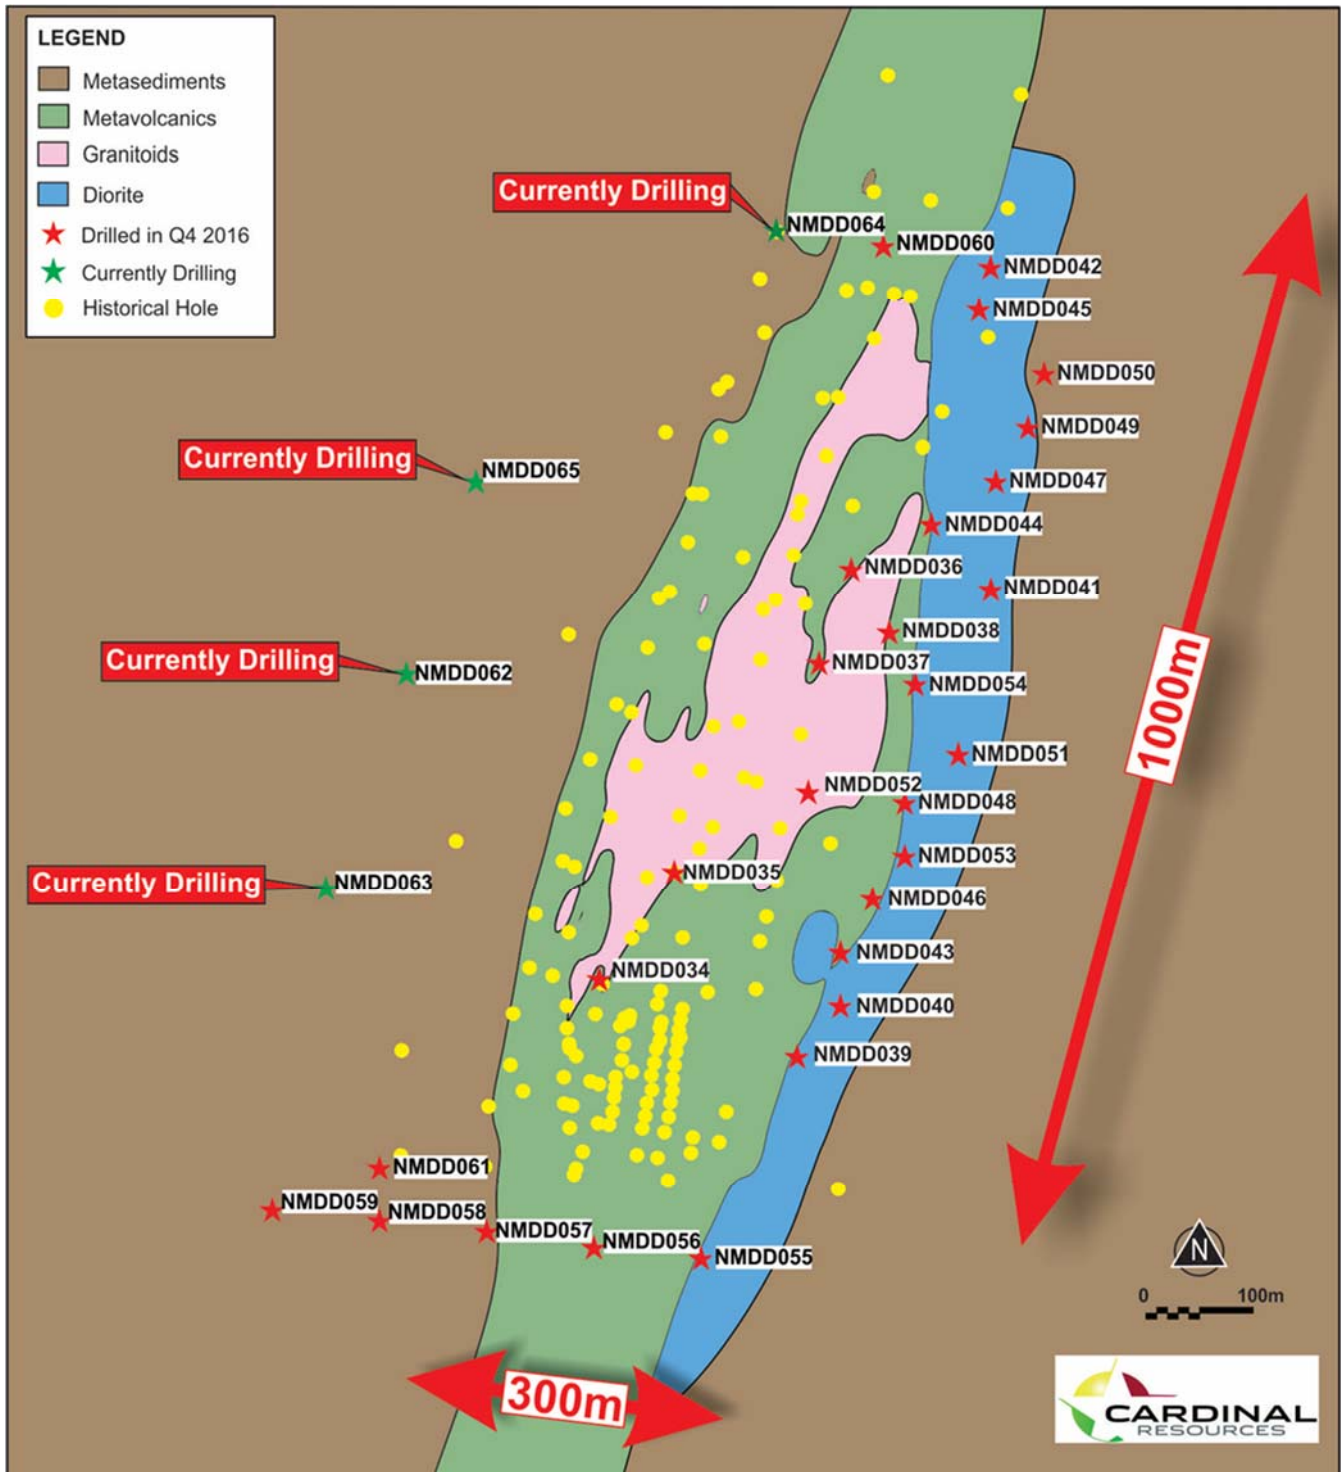 LEGEND
Metasediments
Metavolcanics
Granitoids
Diorite
Drilled in Q4 2016
Currently Drilling
Historical Hole
Currently Drilling
NMDD064
NMDD060
NMDD042
NMDD045
NMDD050
NMDD049
Currently Drilling
NMDD065
NMDD047
NMDD044
NMDD036
NMDD041
NMDD038
Currently Drilling
NMDD062
NMDD037
NMDD054
1000m
NMDD051
NMDD052
NMDD048
NMDD053
NMDD035
Currently Drilling
NMDD063
NMDD046
NMDD043
NMDD034
NMDD040
NMDD039
NMDD061
NMDD059
NMDD058
NMDD057
NMDD056
NMDD055
N
0 100m
300m
CARDINAL
RESOURCES